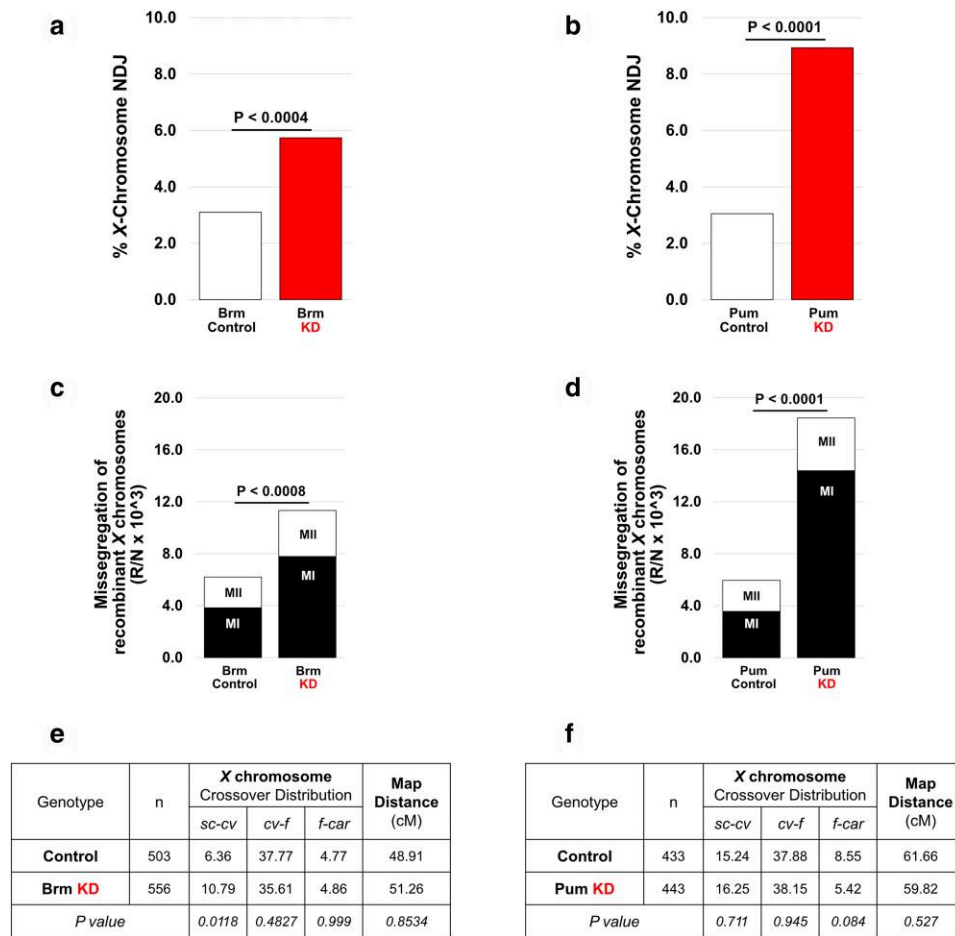 a
% X-Chromosome NDJ
10.0
8.0
6.0
4.0
2.0
0.0
P < 0.0004
Brm Control
Brm KD
b
% X-Chromosome NDJ
10.0
8.0
6.0
4.0
2.0
0.0
P < 0.0001
Pum Control
Pum KD
c
Missegregation of
recombinant X chromosomes
(R/N x 10^3)
20.0
16.0
12.0
8.0
4.0
0.0
P < 0.0008
MII
MI
MII
MI
Brm Control
Brm KD
d
Missegregation of
recombinant X chromosomes
(R/N x 10^3)
20.0
16.0
12.0
8.0
4.0
0.0
P < 0.0001
MII
MI
MII
MI
Pum Control
Pum KD
e
Genotype n X chromosome Crossover Distribution Map Distance (cM)
sc-cv cv-f f-car
Control 503 6.36 37.77 4.77 48.91
Brm KD 556 10.79 35.61 4.86 51.26
P value 0.0118 0.4827 0.999 0.8534
f
Genotype n X chromosome Crossover Distribution Map Distance (cM)
sc-cv cv-f f-car
Control 433 15.24 37.88 8.55 61.66
Pum KD 443 16.25 38.15 5.42 59.82
P value 0.711 0.945 0.084 0.527